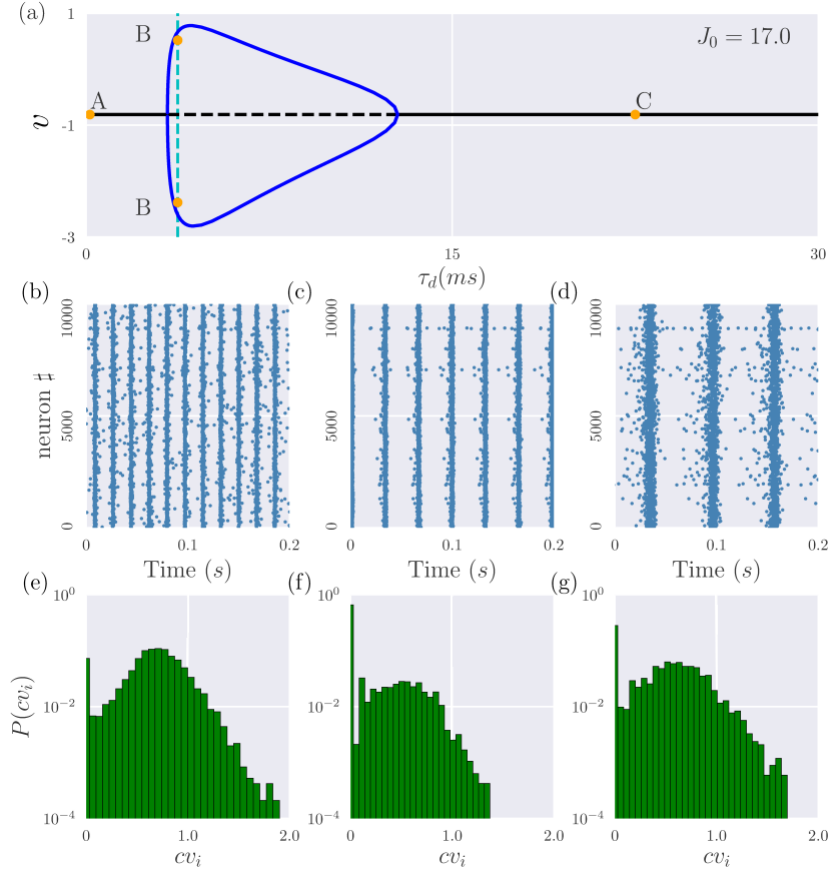 (a)
1
B
J₀ = 17.0
A
C
v
-1
B
-3
0
15
30
τ_d(ms)
(b)
(c)
(d)
neuron ♯
10000
5000
0
10000
5000
0
10000
5000
0
0
0.1
0.2
0
0.1
0.2
0
0.1
0.2
Time (s)
Time (s)
Time (s)
(e)
(f)
(g)
P(cv_i)
10⁰
10⁻²
10⁻⁴
10⁰
10⁻²
10⁻⁴
10⁰
10⁻²
10⁻⁴
0
1.0
2.0
0
1.0
2.0
0
1.0
2.0
cv_i
cv_i
cv_i